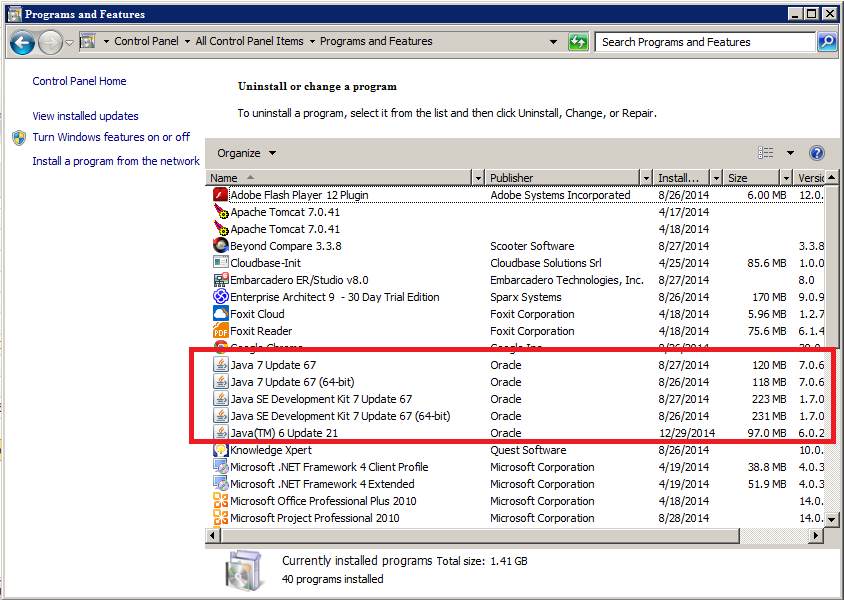 Programs and Features
Control Panel All Control Panel Items Programs and Features Search Programs and Features
Control Panel Home
View installed updates
Turn Windows features on or off
Install a program from the network
Uninstall or change a program
To uninstall a program, select it from the list and then click Uninstall, Change, or Repair.
Organize
Name Publisher Install... Size Versic
Adobe Flash Player 12 Plugin Adobe Systems Incorporated 8/26/2014 6.00 MB 12.0.
Apache Tomcat 7.0.41 4/17/2014
Apache Tomcat 7.0.41 4/18/2014
Beyond Compare 3.3.8 Scooter Software 8/27/2014 3.3.8
Cloudbase-Init Cloudbase Solutions Srl 4/25/2014 85.6 MB 1.0.0
Embarcadero ER/Studio v8.0 Embarcadero Technologies, Inc. 8/27/2014 8.0
Enterprise Architect 9 - 30 Day Trial Edition Sparx Systems 8/26/2014 170 MB 9.0.9
Foxit Cloud Foxit Corporation 4/18/2014 5.96 MB 1.2.7
Foxit Reader Foxit Corporation 4/18/2014 75.6 MB 6.1.4
Google Chrome Google Inc. 8/26/2014
Java 7 Update 67 Oracle 8/27/2014 120 MB 7.0.6
Java 7 Update 67 (64-bit) Oracle 8/26/2014 118 MB 7.0.6
Java SE Development Kit 7 Update 67 Oracle 8/27/2014 223 MB 1.7.0
Java SE Development Kit 7 Update 67 (64-bit) Oracle 8/26/2014 231 MB 1.7.0
Java(TM) 6 Update 21 Oracle 12/29/2014 97.0 MB 6.0.2
Knowledge Xpert Quest Software 8/26/2014 10.0.
Microsoft .NET Framework 4 Client Profile Microsoft Corporation 4/19/2014 38.8 MB 4.0.3
Microsoft .NET Framework 4 Extended Microsoft Corporation 4/19/2014 51.9 MB 4.0.3
Microsoft Office Professional Plus 2010 Microsoft Corporation 4/18/2014 14.0.
Microsoft Project Professional 2010 Microsoft Corporation 8/28/2014 14.0.
Currently installed programs Total size: 1.41 GB
40 programs installed